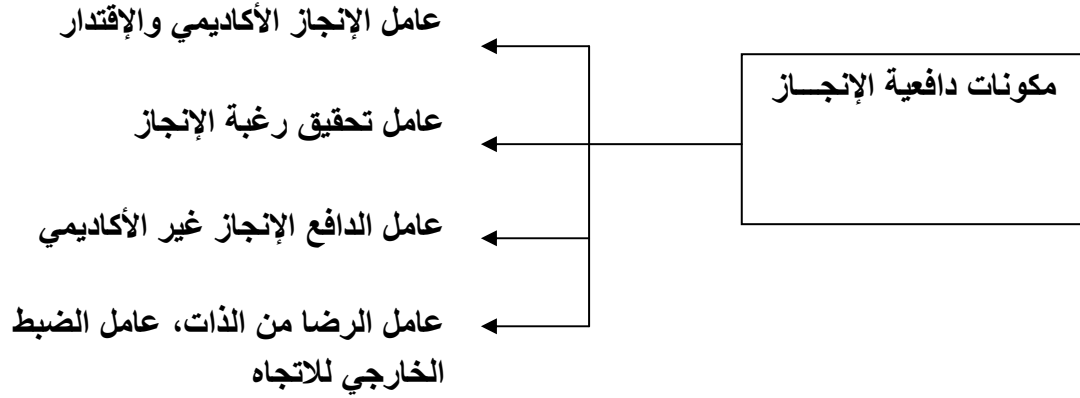 مكونات دافعية الإنجـــاز
عامل الإنجاز الأكاديمي والإقتدار
عامل تحقيق رغبة الإنجاز
عامل الدافع الإنجاز غير الأكاديمي
عامل الرضا من الذات، عامل الضبط
الخارجي للاتجاه